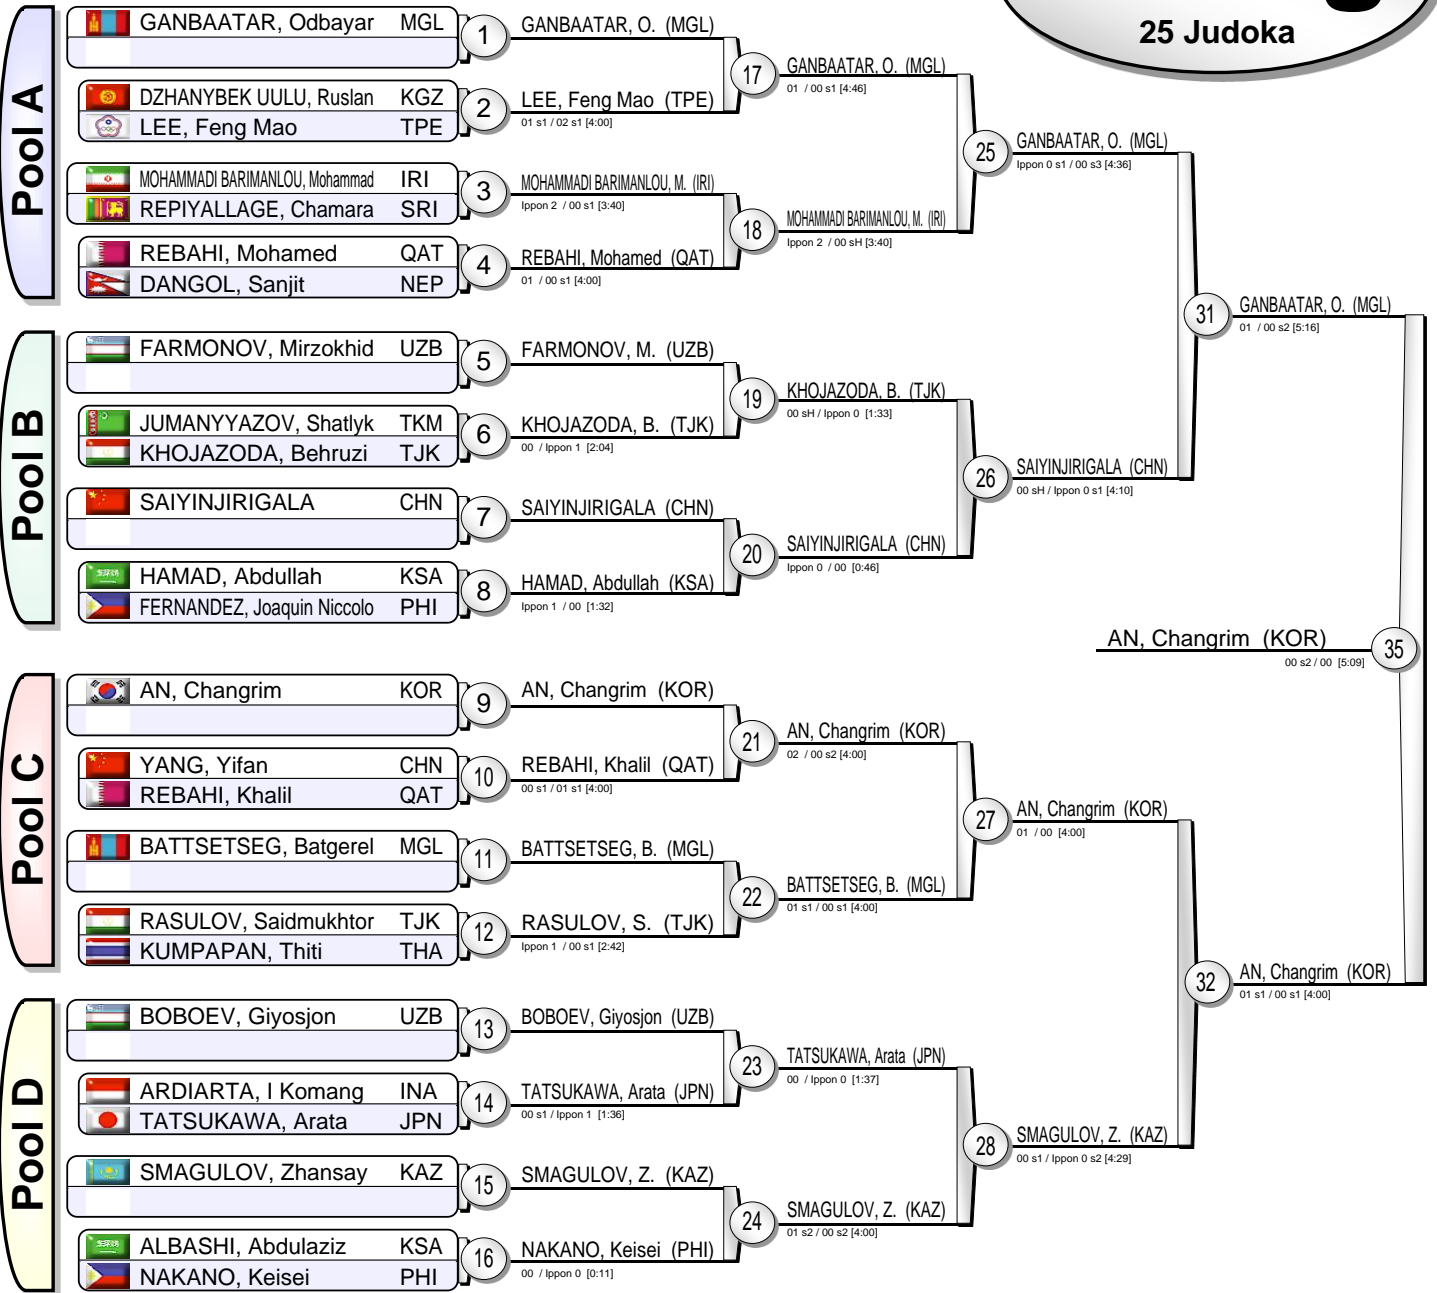 25 Judoka
Pool A
GANBAATAR, Odbayar MGL
1
GANBAATAR, O. (MGL)
DZHANYBEK UULU, Ruslan KGZ
LEE, Feng Mao TPE
2
LEE, Feng Mao (TPE)
01 s1 / 02 s1 [4:00]
17
GANBAATAR, O. (MGL)
01 / 00 s1 [4:46]
MOHAMMADI BARIMANLOU, Mohammad IRI
REPIYALLAGE, Chamara SRI
3
MOHAMMADI BARIMANLOU, M. (IRI)
Ippon 2 / 00 s1 [3:40]
REBAHI, Mohamed QAT
DANGOL, Sanjit NEP
4
REBAHI, Mohamed (QAT)
01 / 00 s1 [4:00]
18
MOHAMMADI BARIMANLOU, M. (IRI)
Ippon 2 / 00 sH [3:40]
25
GANBAATAR, O. (MGL)
Ippon 0 s1 / 00 s3 [4:36]
Pool B
FARMONOV, Mirzokhid UZB
5
FARMONOV, M. (UZB)
JUMANYYAZOV, Shatlyk TKM
KHOJAZODA, Behruzi TJK
6
KHOJAZODA, B. (TJK)
00 / Ippon 1 [2:04]
19
KHOJAZODA, B. (TJK)
00 sH / Ippon 0 [1:33]
SAIYINJIRIGALA CHN
7
SAIYINJIRIGALA (CHN)
HAMAD, Abdullah KSA
FERNANDEZ, Joaquin Niccolo PHI
8
HAMAD, Abdullah (KSA)
Ippon 1 / 00 [1:32]
20
SAIYINJIRIGALA (CHN)
Ippon 0 / 00 [0:46]
26
SAIYINJIRIGALA (CHN)
00 sH / Ippon 0 s1 [4:10]
31
GANBAATAR, O. (MGL)
01 / 00 s2 [5:16]
Pool C
AN, Changrim KOR
9
AN, Changrim (KOR)
YANG, Yifan CHN
REBAHI, Khalil QAT
10
REBAHI, Khalil (QAT)
00 s1 / 01 s1 [4:00]
21
AN, Changrim (KOR)
02 / 00 s2 [4:00]
BATTSETSEG, Batgerel MGL
11
BATTSETSEG, B. (MGL)
RASULOV, Saidmukhtor TJK
KUMPAPAN, Thiti THA
12
RASULOV, S. (TJK)
Ippon 1 / 00 s1 [2:42]
22
BATTSETSEG, B. (MGL)
01 s1 / 00 s1 [4:00]
27
AN, Changrim (KOR)
01 / 00 [4:00]
Pool D
BOBOEV, Giyosjon UZB
13
BOBOEV, Giyosjon (UZB)
ARDIARTA, I Komang INA
TATSUKAWA, Arata JPN
14
TATSUKAWA, Arata (JPN)
00 s1 / Ippon 1 [1:36]
23
TATSUKAWA, Arata (JPN)
00 / Ippon 0 [1:37]
SMAGULOV, Zhansay KAZ
15
SMAGULOV, Z. (KAZ)
ALBASHI, Abdulaziz KSA
NAKANO, Keisei PHI
16
NAKANO, Keisei (PHI)
00 / Ippon 0 [0:11]
24
SMAGULOV, Z. (KAZ)
01 s2 / 00 s2 [4:00]
28
SMAGULOV, Z. (KAZ)
00 s1 / Ippon 0 s2 [4:29]
32
AN, Changrim (KOR)
01 s1 / 00 s1 [4:00]
AN, Changrim (KOR)
00 s2 / 00 [5:09]
35